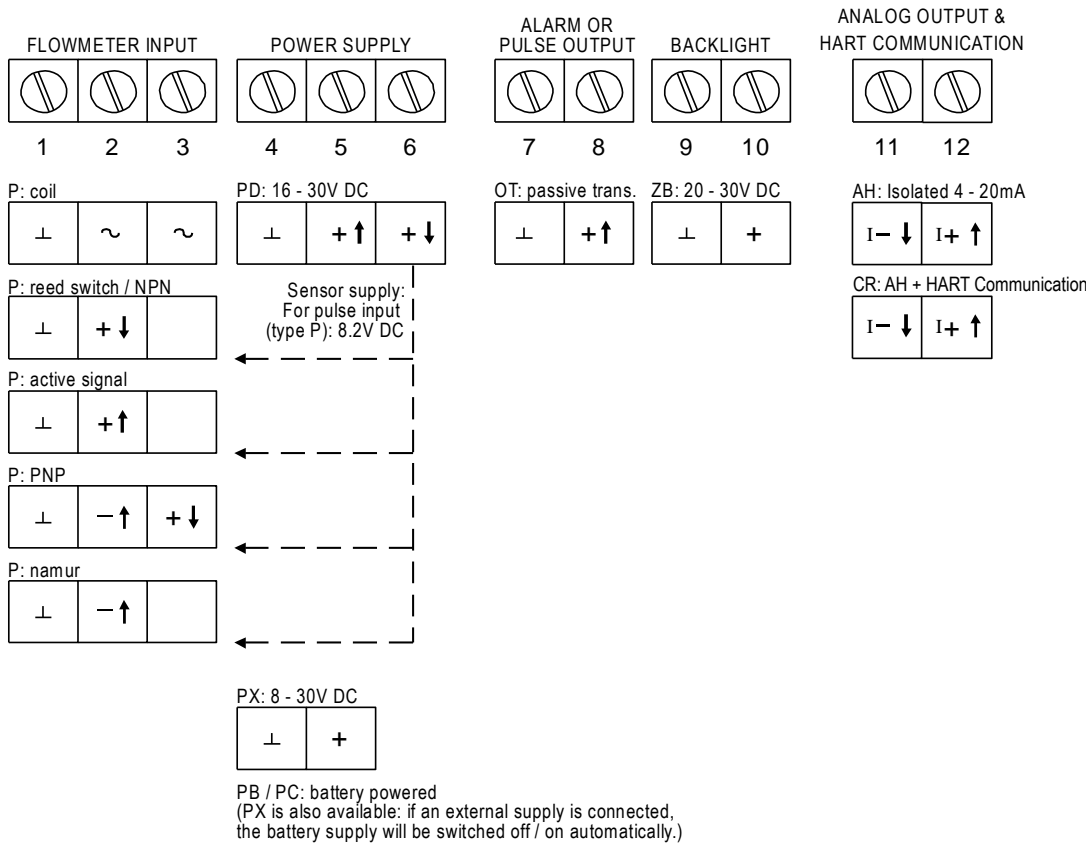 FLOWMETER INPUT
POWER SUPPLY
ALARM OR
PULSE OUTPUT
BACKLIGHT
ANALOG OUTPUT &
HART COMMUNICATION
1 2 3 4 5 6 7 8 9 10 11 12
P: coil
⊥ ~ ~
PD: 16 - 30V DC
⊥ +↑ +↓
OT: passive trans.
⊥ +↑
ZB: 20 - 30V DC
⊥ +
AH: Isolated 4 - 20mA
I- ↓ I+ ↑
CR: AH + HART Communication
I- ↓ I+ ↑
P: reed switch / NPN
⊥ +↓
Sensor supply:
For pulse input
(type P): 8.2V DC
P: active signal
⊥ +↑
P: PNP
⊥ -↑ +↓
P: namur
⊥ -↑
PX: 8 - 30V DC
⊥ +
PB / PC: battery powered
(PX is also available: if an external supply is connected,
the battery supply will be switched off / on automatically.)